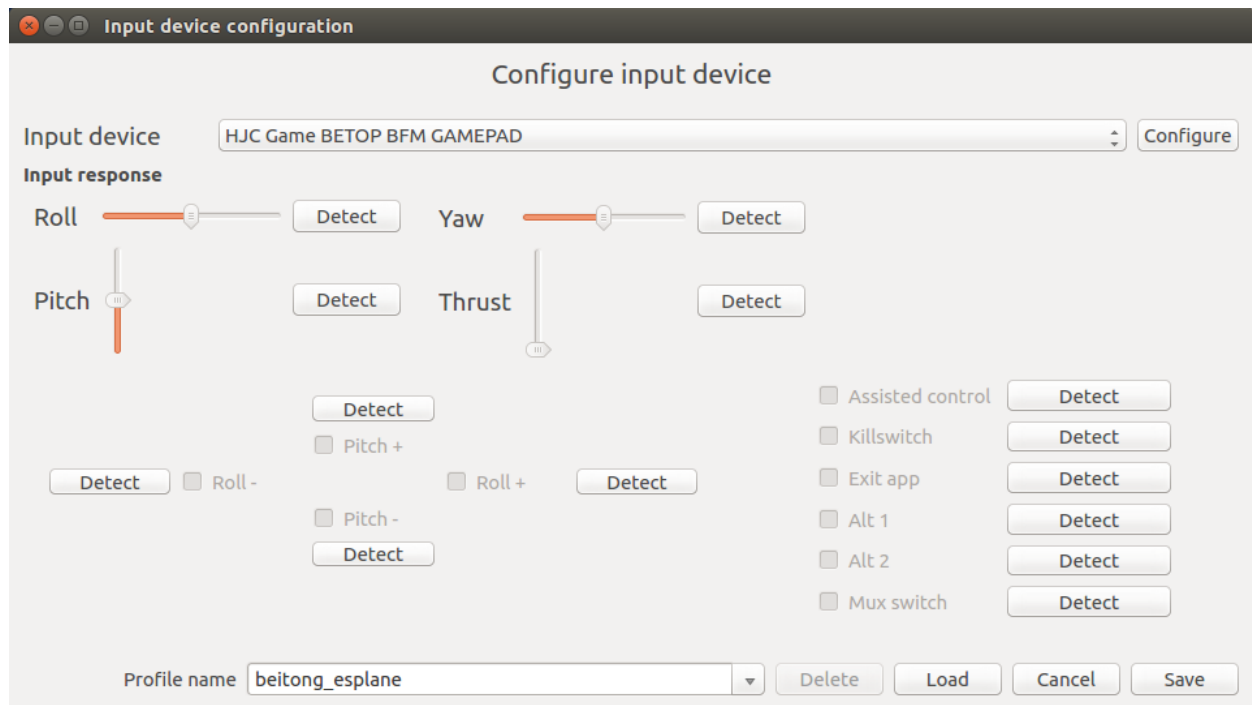 Input device configuration
Configure input device
Input device HJC Game BETOP BFM GAMEPAD Configure
Input response
Roll Detect Yaw Detect
Pitch Detect Thrust Detect
Assisted control Detect
Detect
Killswitch Detect
Pitch +
Detect Roll - Roll + Detect Exit app Detect
Pitch - Alt 1 Detect
Detect Alt 2 Detect
Mux switch Detect
Profile name beitong_esplane Delete Load Cancel Save